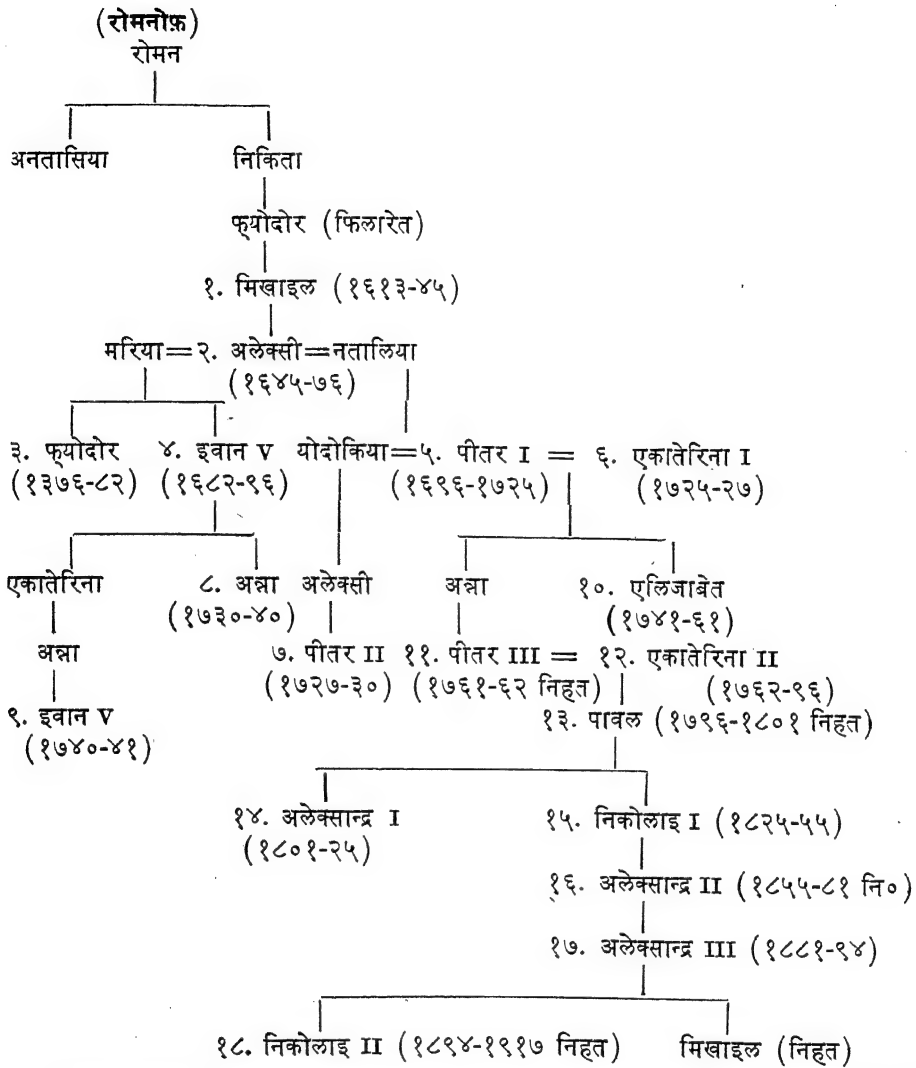 (रोमनोफ़)
रोमन
अनतासिया निकिता
फ्योदोर (फिलारेत)
१. मिखाइल (१६१३-४५)
मरिया=२. अलेक्सी=नतालिया
(१६४५-७६)
३. फ्योदोर ४. इवान V योदोकिया=५. पीतर I = ६. एकातेरिना I
(१३७६-८२) (१६८२-९६) (१६९६-१७२५) (१७२५-२७)
एकातेरिना ८. अन्ना अलेक्सी अन्ना १०. एलिजाबेत
(१७३०-४०) (१७४१-६१)
अन्ना ७. पीतर II ११. पीतर III = १२. एकातेरिना II
(१७२७-३०) (१७६१-६२ निहत) (१७६२-९६)
९. इवान V १३. पावल (१७९६-१८०१ निहत)
(१७४०-४१)
१४. अलेक्सान्द्र I १५. निकोलाइ I (१८२५-५५)
(१८०१-२५)
१६. अलेक्सान्द्र II (१८५५-८१ नि०)
१७. अलेक्सान्द्र III (१८८१-९४)
१८. निकोलाइ II (१८९४-१९१७ निहत) मिखाइल (निहत)